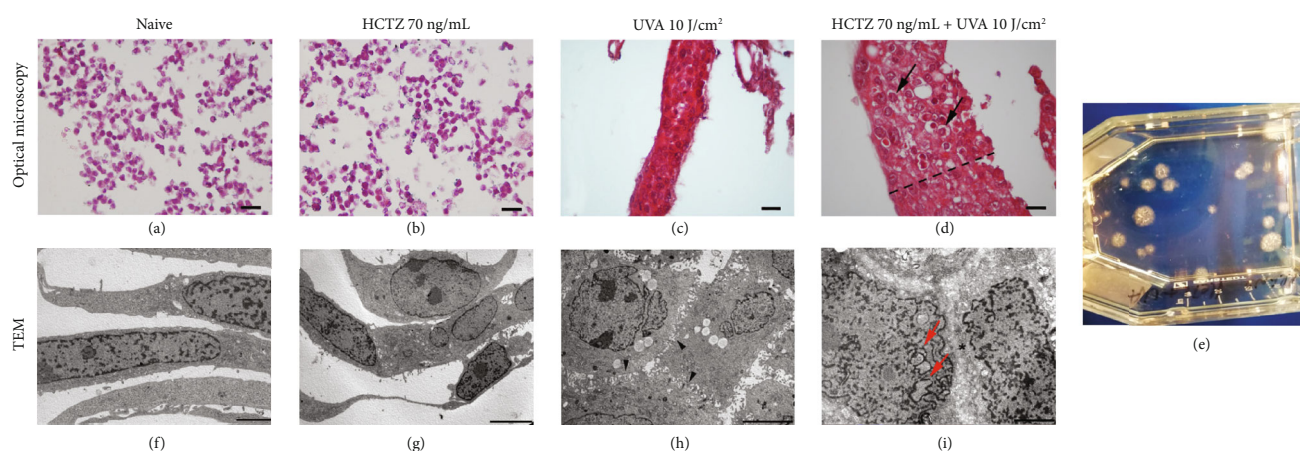 Naive
HCTZ 70 ng/mL
UVA 10 J/cm²
HCTZ 70 ng/mL + UVA 10 J/cm²
Optical microscopy
(a)
(b)
(c)
(d)
(e)
TEM
(f)
(g)
(h)
(i)